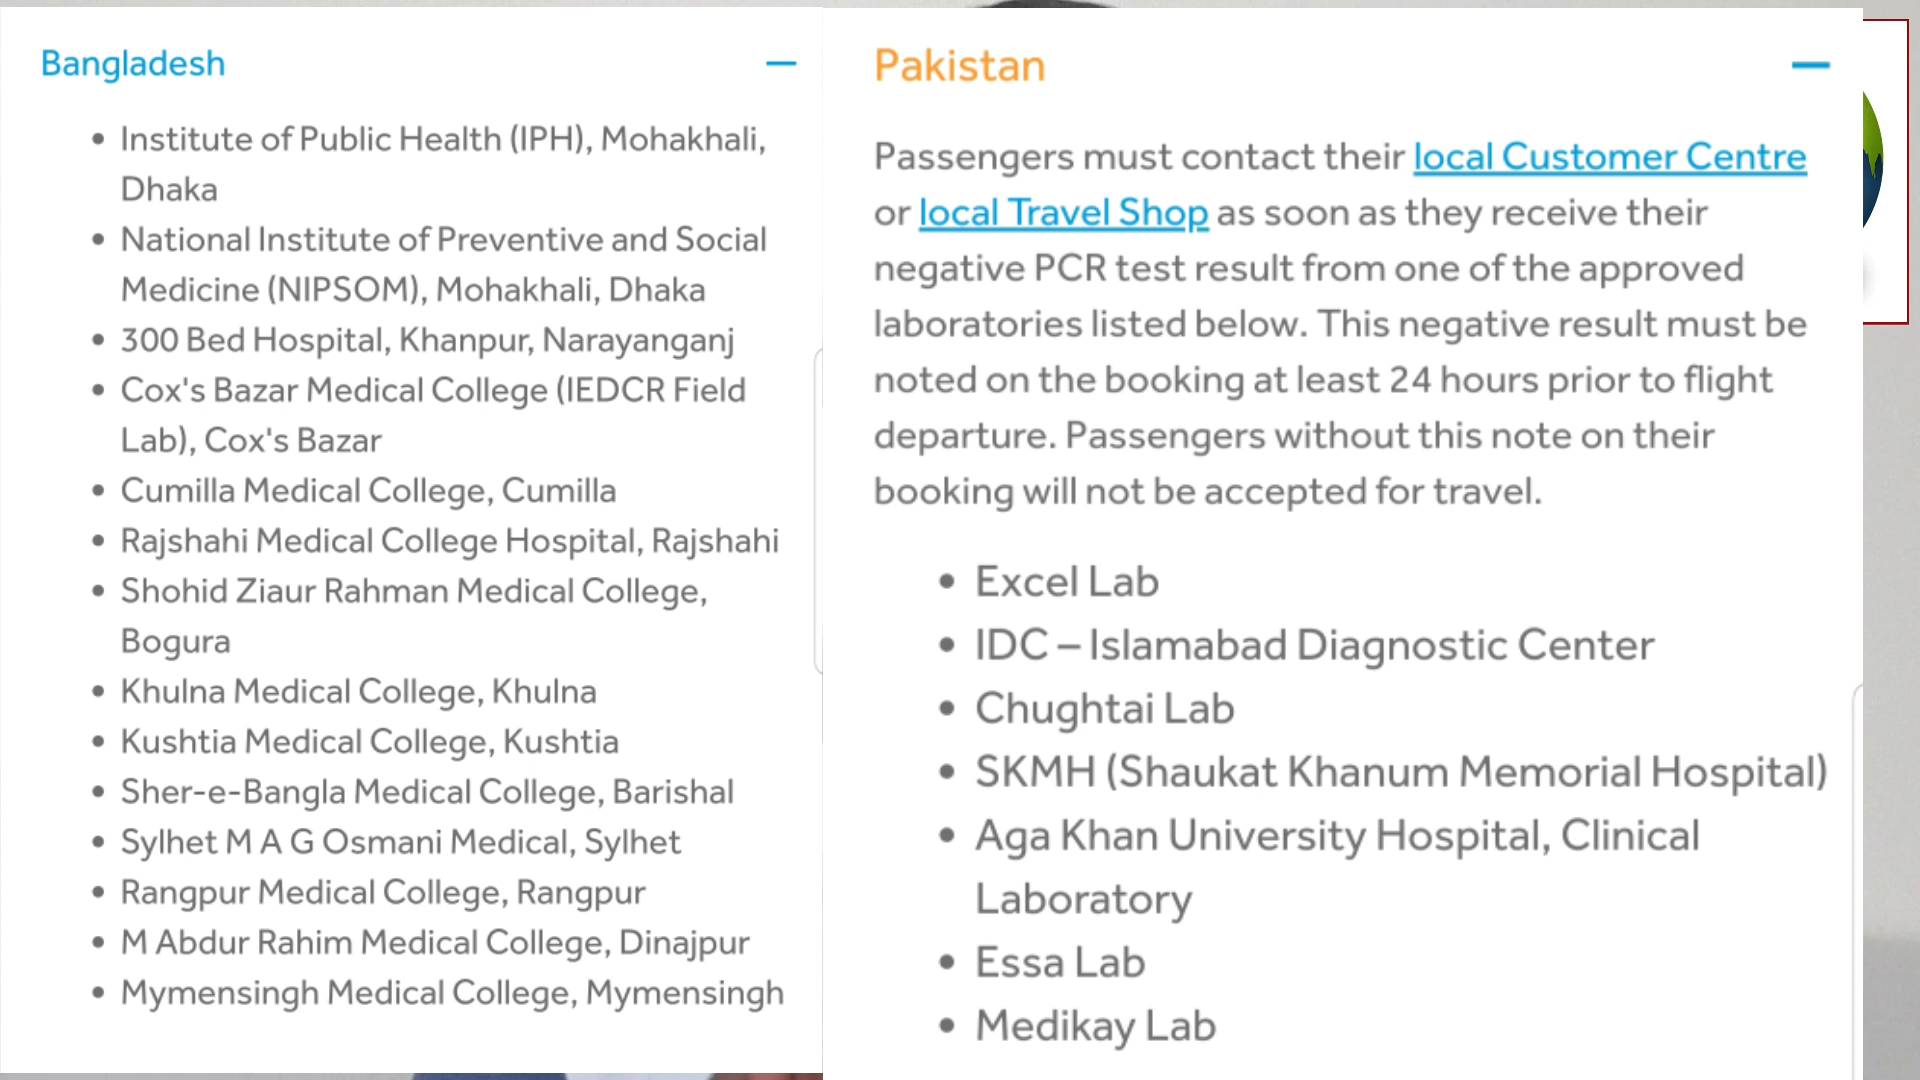 Bangladesh
Institute of Public Health (IPH), Mohakhali,
Dhaka
National Institute of Preventive and Social
Medicine (NIPSOM), Mohakhali, Dhaka
300 Bed Hospital, Khanpur, Narayanganj
Cox's Bazar Medical College (IEDCR Field
Lab), Cox's Bazar
Cumilla Medical College, Cumilla
Rajshahi Medical College Hospital, Rajshahi
Shohid Ziaur Rahman Medical College,
Bogura
Khulna Medical College, Khulna
Kushtia Medical College, Kushtia
Sher-e-Bangla Medical College, Barishal
Sylhet M A G Osmani Medical, Sylhet
Rangpur Medical College, Rangpur
M Abdur Rahim Medical College, Dinajpur
Mymensingh Medical College, Mymensingh
Pakistan
Passengers must contact their local Customer Centre
or local Travel Shop as soon as they receive their
negative PCR test result from one of the approved
laboratories listed below. This negative result must be
noted on the booking at least 24 hours prior to flight
departure. Passengers without this note on their
booking will not be accepted for travel.
Excel Lab
IDC – Islamabad Diagnostic Center
Chughtai Lab
SKMH (Shaukat Khanum Memorial Hospital)
Aga Khan University Hospital, Clinical
Laboratory
Essa Lab
Medikay Lab